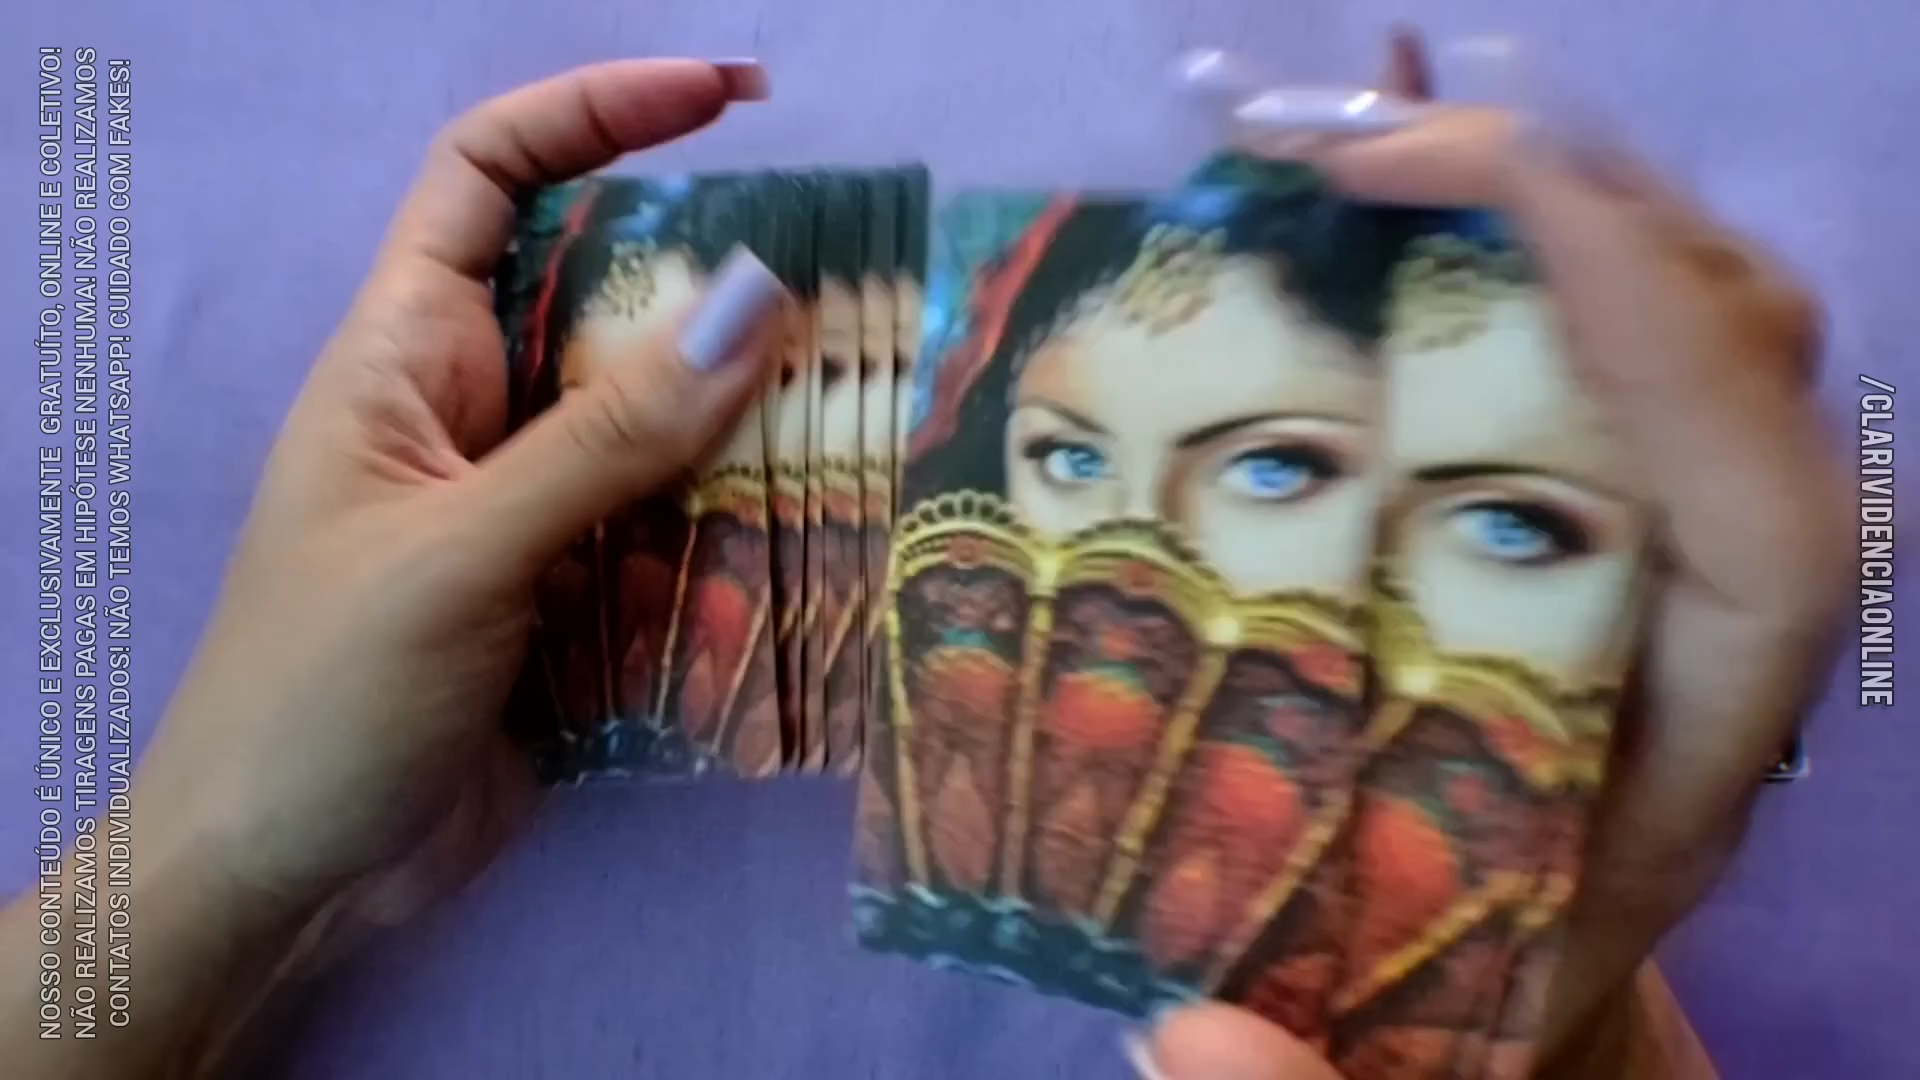 NOSSO CONTEÚDO É ÚNICO E EXCLUSIVAMENTE GRATUÍTO, ONLINE E COLETIVO!
NÃO REALIZAMOS TIRAGENS PAGAS EM HIPÓTESE NENHUMA! NÃO REALIZAMOS
CONTATOS INDIVIDUALIZADOS! NÃO TEMOS WHATSAPP! CUIDADO COM FAKES!
/CLARIVIDENCIAONLINE